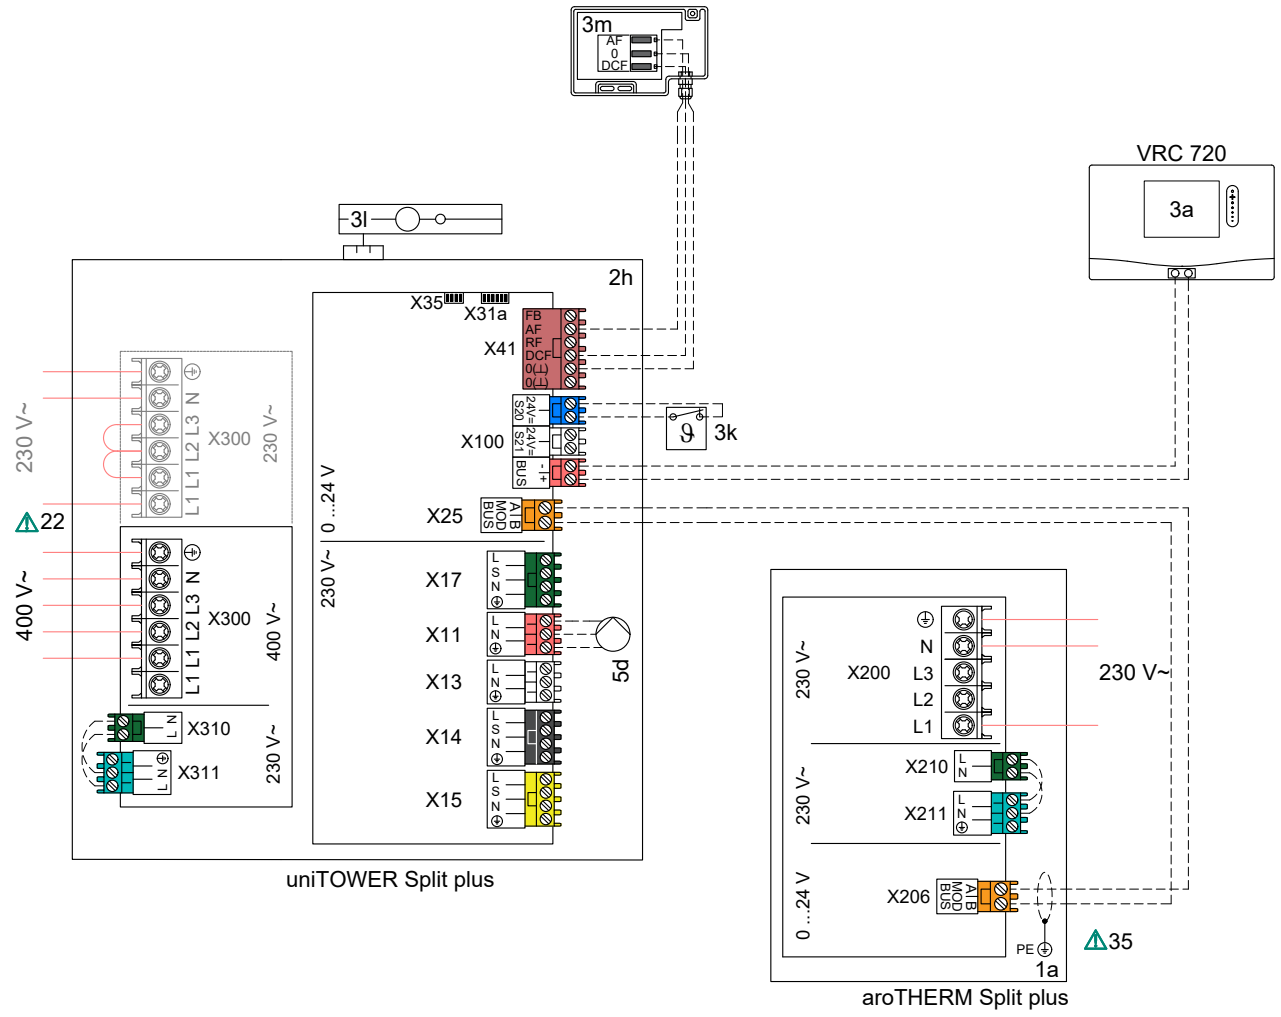 3m
AF
0
DCF
VRC 720
3a
3l
2h
X35
X31a
FB
AF
RF
DCF
0(⊥)
0(⊥)
X41
24V=
S20
24V=
S21
X100
BUS
- +
3k
ϑ
X25
A B
MOD
BUS
0 ...24 V
230 V~
X17
L
S
N
X11
L
N
5d
X13
L
N
X14
L
S
N
X15
L
S
N
230 V~
N
L3
L2
L1
L1
X300
230 V~
22
400 V~
N
L3
L2
L1
L1
X300
400 V~
X310
L N
X311
L N
230 V~
uniTOWER Split plus
230 V~
X200
N
L3
L2
L1
230 V~
230 V~
X210
L
N
X211
L
N
0 ...24 V
X206
A B
MOD
BUS
PE
1a
35
aroTHERM Split plus